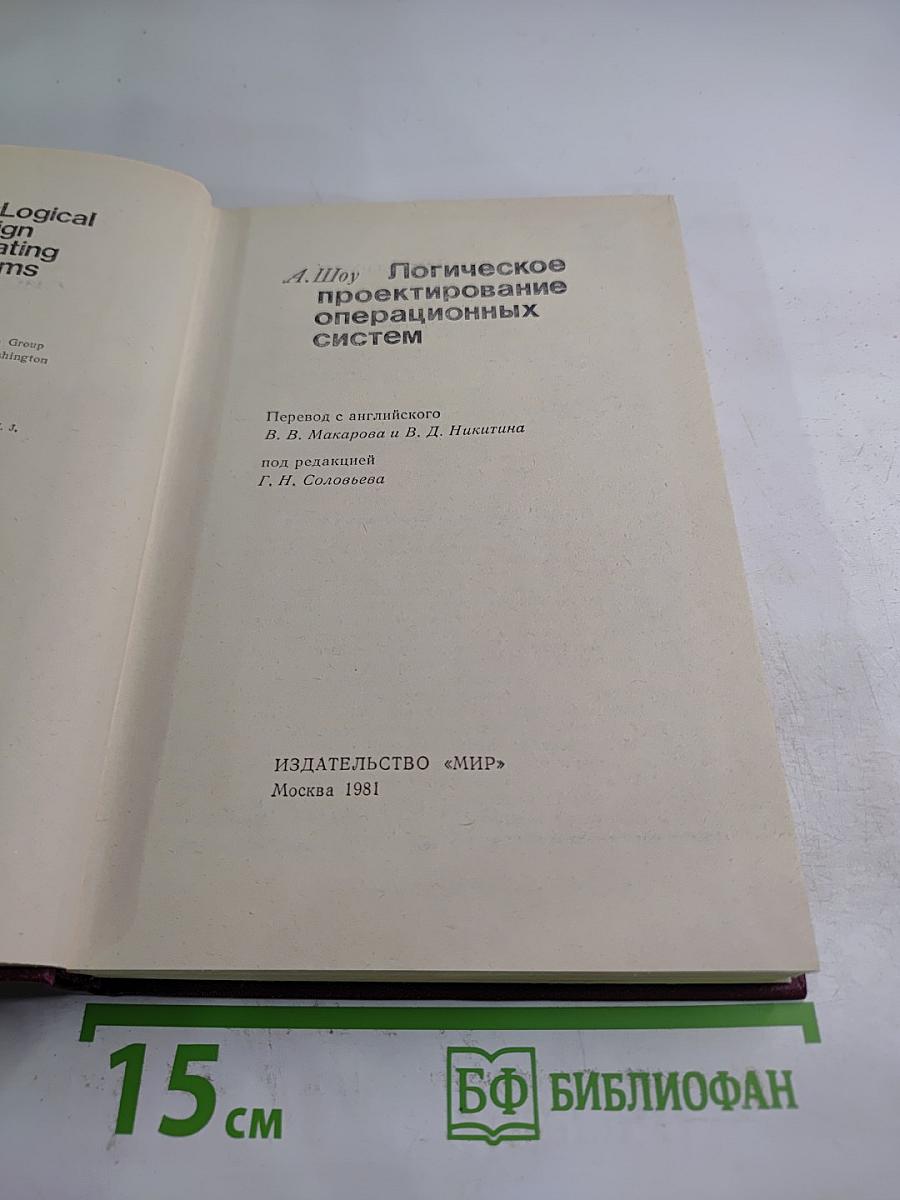 Logical
ign
ating
ms
Group
shington
J.
А. Шоу Логическое
проектирование
операционных
систем
Перевод с английского
В. В. Макарова и В. Д. Никитина
под редакцией
Г. Н. Соловьева
ИЗДАТЕЛЬСТВО «МИР»
Москва 1981
15 см
БФ БИБЛИОФАН